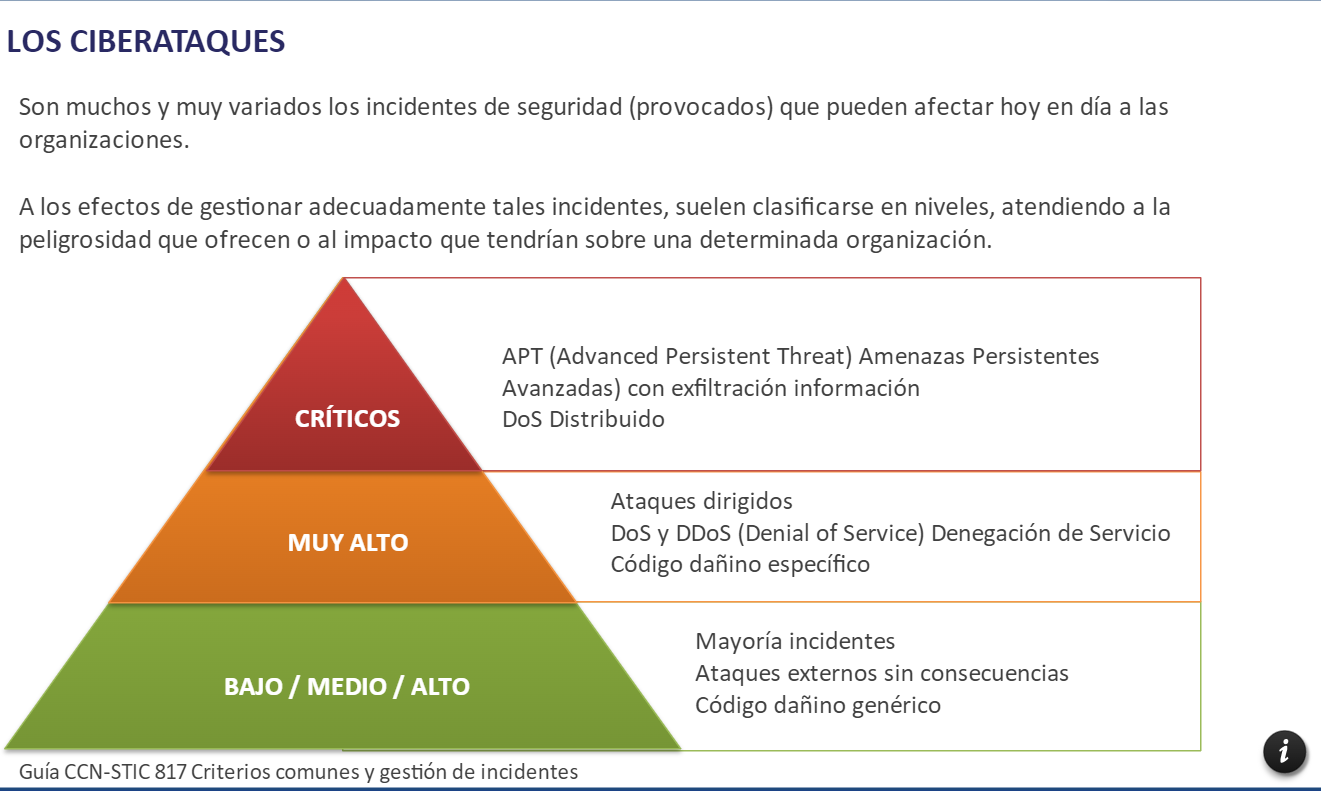 LOS CIBERATAQUES
Son muchos y muy variados los incidentes de seguridad (provocados) que pueden afectar hoy en día a las
organizaciones.
A los efectos de gestionar adecuadamente tales incidentes, suelen clasificarse en niveles, atendiendo a la
peligrosidad que ofrecen o al impacto que tendrían sobre una determinada organización.
CRÍTICOS
APT (Advanced Persistent Threat) Amenazas Persistentes
Avanzadas) con exfiltración información
DoS Distribuido
MUY ALTO
Ataques dirigidos
DoS y DDoS (Denial of Service) Denegación de Servicio
Código dañino específico
BAJO / MEDIO / ALTO
Mayoría incidentes
Ataques externos sin consecuencias
Código dañino genérico
Guía CCN-STIC 817 Criterios comunes y gestión de incidentes
i